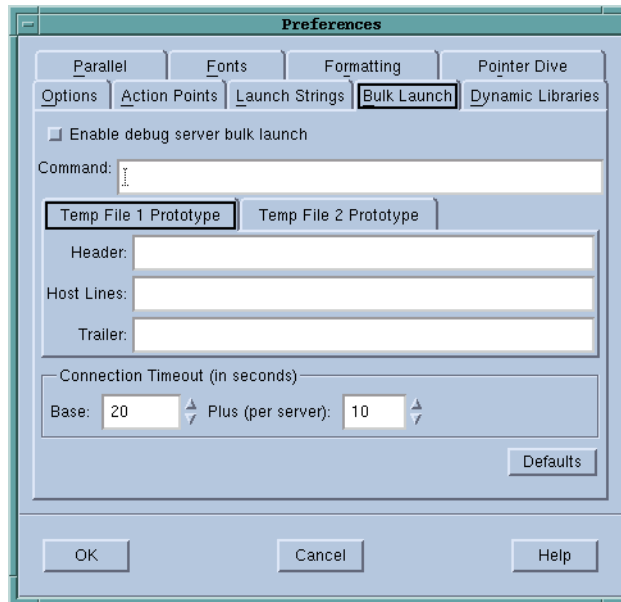 Preferences
Parallel Fonts Formatting Pointer Dive
Options Action Points Launch Strings Bulk Launch Dynamic Libraries
Enable debug server bulk launch
Command:
Temp File 1 Prototype Temp File 2 Prototype
Header:
Host Lines:
Trailer:
Connection Timeout (in seconds)
Base: 20 Plus (per server): 10
Defaults
OK Cancel Help